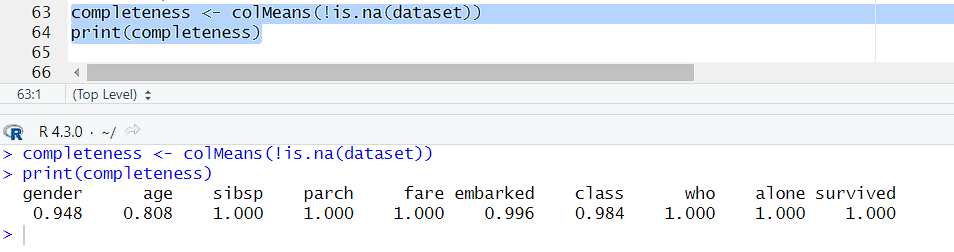 63 completeness <- colMeans(!is.na(dataset))
64 print(completeness)
65
66
63:1 (Top Level)
R R 4.3.0 · ~/
> completeness <- colMeans(!is.na(dataset))
> print(completeness)
gender age sibsp parch fare embarked class who alone survived
0.948 0.808 1.000 1.000 1.000 0.996 0.984 1.000 1.000 1.000
>